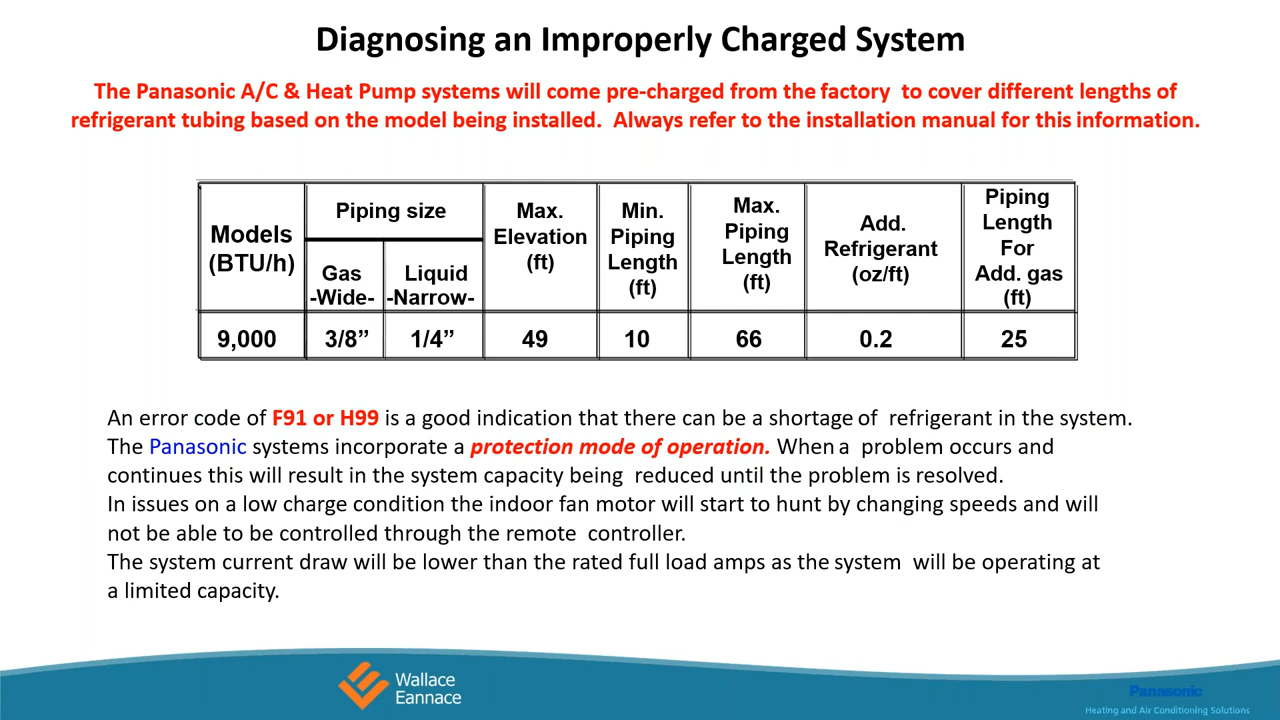 Diagnosing an Improperly Charged System
The Panasonic A/C & Heat Pump systems will come pre-charged from the factory to cover different lengths of
refrigerant tubing based on the model being installed. Always refer to the installation manual for this information.
Models
(BTU/h)
Piping size
Gas
-Wide-
Liquid
-Narrow-
Max.
Elevation
(ft)
Min.
Piping
Length
(ft)
Max.
Piping
Length
(ft)
Add.
Refrigerant
(oz/ft)
Piping
Length
For
Add. gas
(ft)
9,000 3/8” 1/4” 49 10 66 0.2 25
An error code of F91 or H99 is a good indication that there can be a shortage of refrigerant in the system.
The Panasonic systems incorporate a protection mode of operation. When a problem occurs and
continues this will result in the system capacity being reduced until the problem is resolved.
In issues on a low charge condition the indoor fan motor will start to hunt by changing speeds and will
not be able to be controlled through the remote controller.
The system current draw will be lower than the rated full load amps as the system will be operating at
a limited capacity.
Wallace
Eannace
Panasonic
Heating and Air Conditioning Solutions